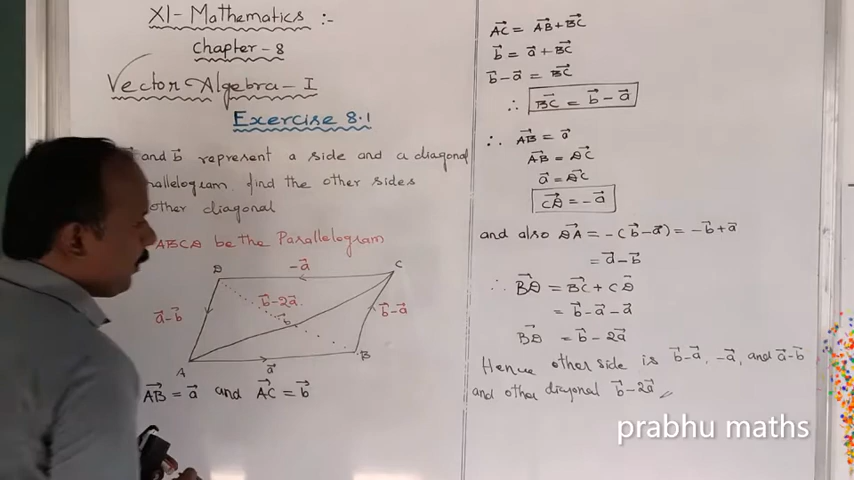 XI- Mathematics :-
Chapter-8
Vector Algebra-I
Exercise 8.1
and b⃗ represent a side and a diagonal
parallelogram. find the other sides
other diagonal
ABCD be the Parallelogram
D
-a⃗
C
a⃗-b⃗
b⃗-2a⃗
b⃗
b⃗-a⃗
A
a⃗
B
AB⃗ = a⃗ and AC⃗ = b⃗
AC⃗ = AB⃗+BC⃗
b⃗ = a⃗+BC⃗
b⃗-a⃗ = BC⃗
∴ BC⃗ = b⃗-a⃗
∴ AB⃗ = a⃗
AB⃗ = DC⃗
a⃗ = DC⃗
CD⃗ = -a⃗
and also DA⃗ = -(b⃗-a⃗) = -b⃗+a⃗
= a⃗-b⃗
∴ BD⃗ = BC⃗ + CD⃗
= b⃗-a⃗-a⃗
BD⃗ = b⃗-2a⃗
Hence other side is b⃗-a⃗, -a⃗, and a⃗-b⃗
and other diagonal b⃗-2a⃗
prabhu maths